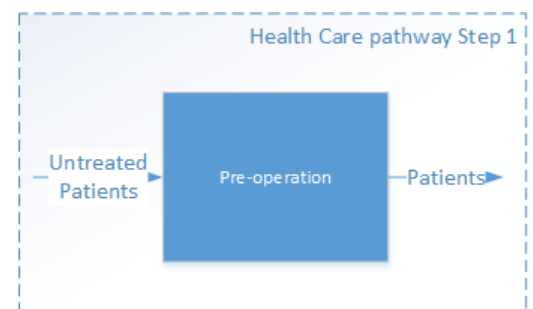 Health Care pathway Step 1
Untreated
Patients
Pre-operation
Patients